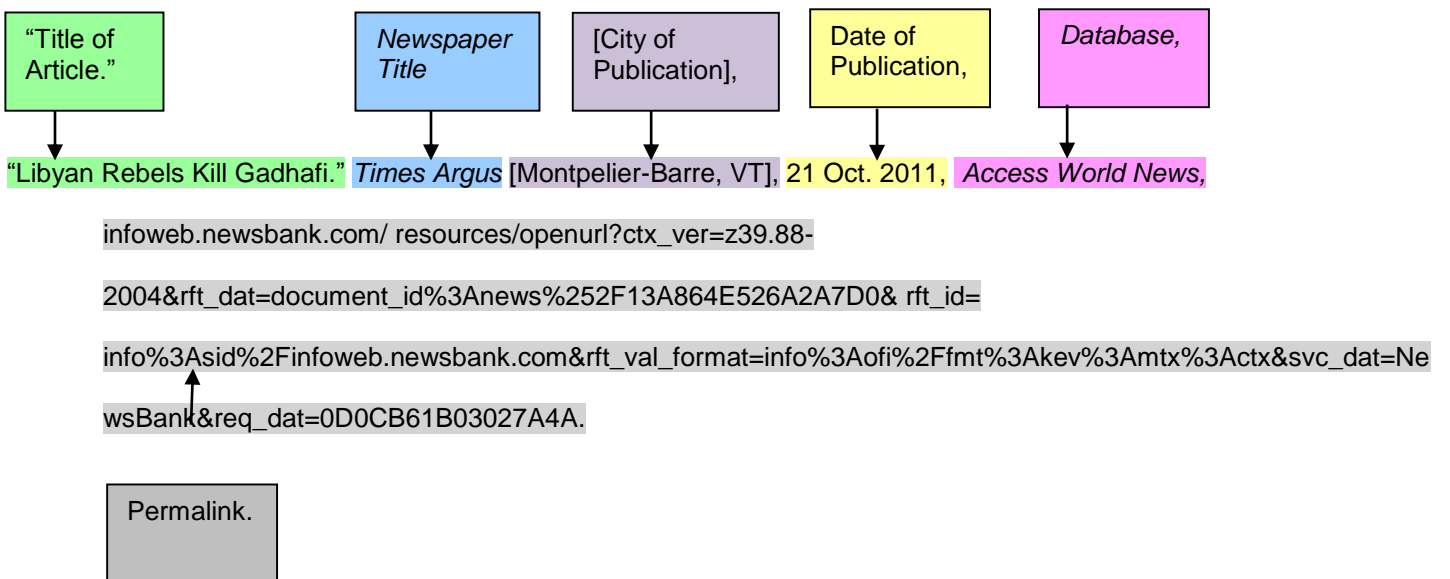 “Title of
Article.”
Newspaper
Title
[City of
Publication],
Date of
Publication,
Database,
“Libyan Rebels Kill Gadhafi.” Times Argus [Montpelier-Barre, VT], 21 Oct. 2011, Access World News,
infoweb.newsbank.com/ resources/openurl?ctx_ver=z39.88-
2004&rft_dat=document_id%3Anews%252F13A864E526A2A7D0& rft_id=
info%3Asid%2Finfoweb.newsbank.com&rft_val_format=info%3Aofi%2Ffmt%3Akev%3Amtx%3Actx&svc_dat=Ne
wsBank&req_dat=0D0CB61B03027A4A.
Permalink.